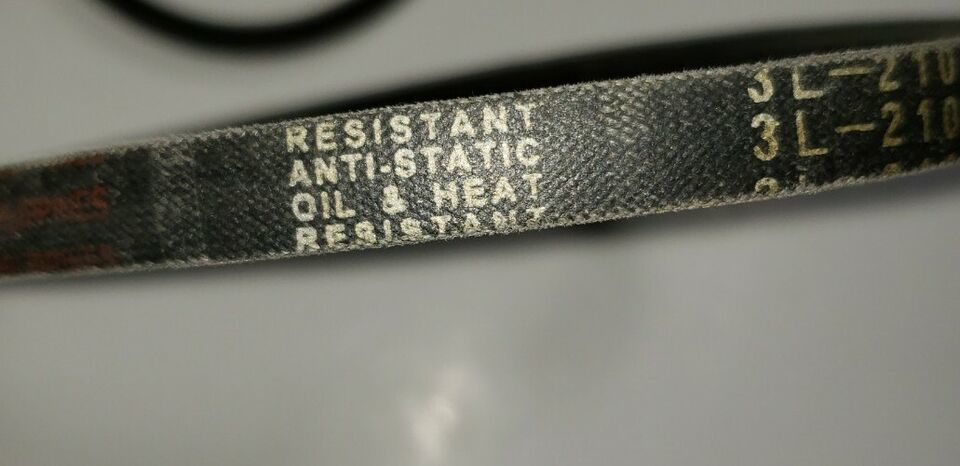 RESISTANT
ANTI-STATIC
OIL & HEAT
RESISTANT
3L-210
3L-210